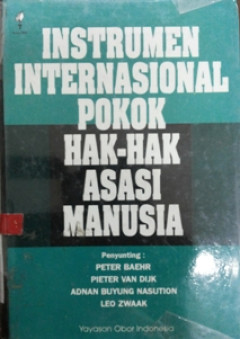 INSTRUMEN
INTERNASIONAL
POKOK
HAK-HAK
ASASI
MANUSIA
Penyunting :
PETER BAEHR
PIETER VAN DIJK
ADNAN BUYUNG NASUTION
LEO ZWAAK
Yayasan Obor Indonesia